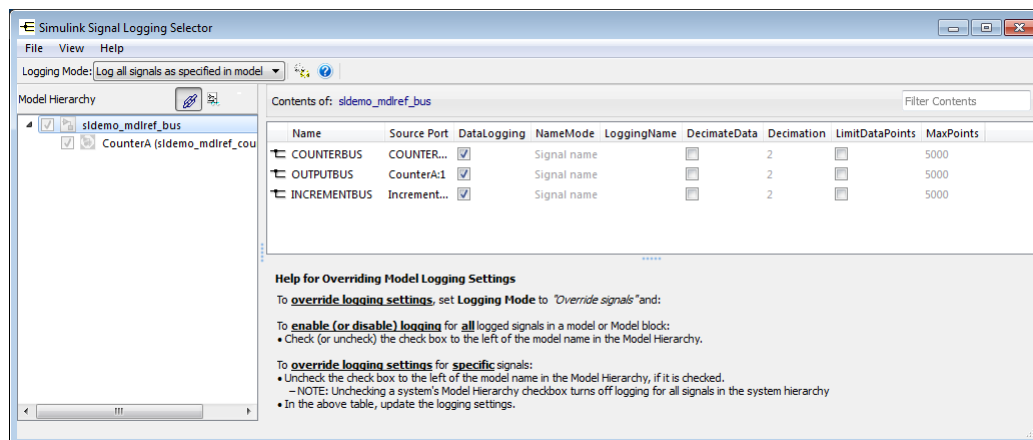 Simulink Signal Logging Selector
File View Help
Logging Mode: Log all signals as specified in model
Model Hierarchy
Contents of: sldemo_mdlref_bus
Filter Contents
sldemo_mdlref_bus
CounterA (sldemo_mdlref_cou
Name Source Port DataLogging NameMode LoggingName DecimateData Decimation LimitDataPoints MaxPoints
COUNTERBUS COUNTER... Signal name 2 5000
OUTPUTBUS CounterA:1 Signal name 2 5000
INCREMENTBUS Increment... Signal name 2 5000
Help for Overriding Model Logging Settings
To override logging settings, set Logging Mode to "Override signals" and:
To enable (or disable) logging for all logged signals in a model or Model block:
• Check (or uncheck) the check box to the left of the model name in the Model Hierarchy.
To override logging settings for specific signals:
• Uncheck the check box to the left of the model name in the Model Hierarchy, if it is checked.
– NOTE: Unchecking a system's Model Hierarchy checkbox turns off logging for all signals in the system hierarchy
• In the above table, update the logging settings.